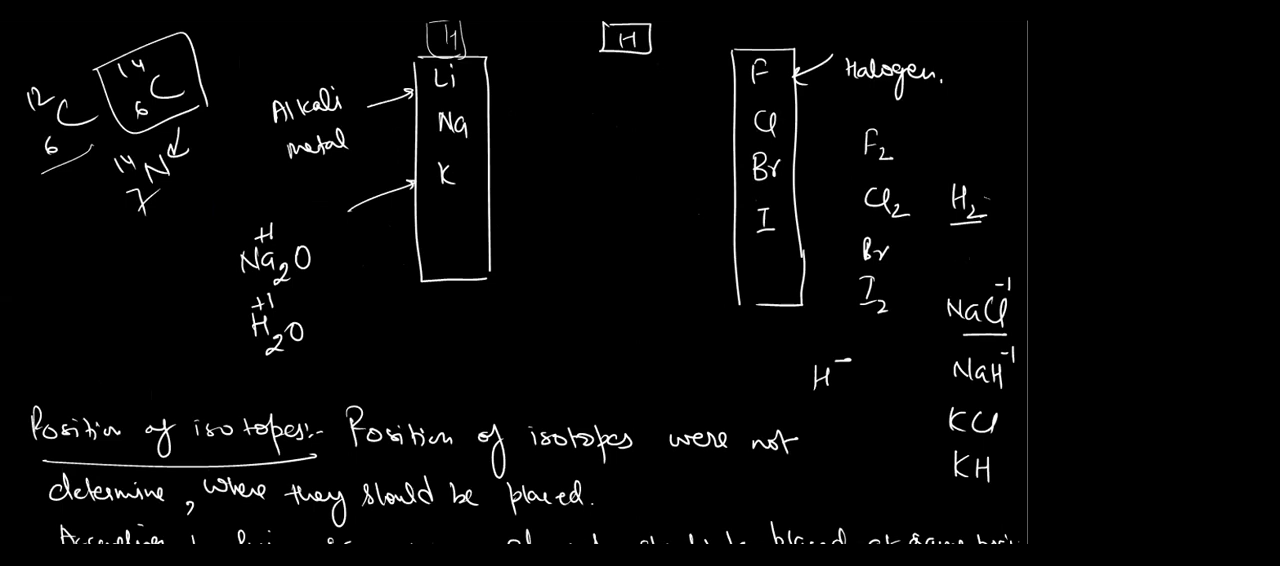 H
H
12 C 6
14 C 6
14 N 7
Alkali metal
Li
Na
K
F
Cl
Br
I
Halogen.
F2
Cl2
Br
I2
H2
+1
Na2O
+1
H2O
NaCl-1
NaH-1
KCl
KH
H-
Position of isotopes:- Position of isotopes were not
determine, where they should be placed.